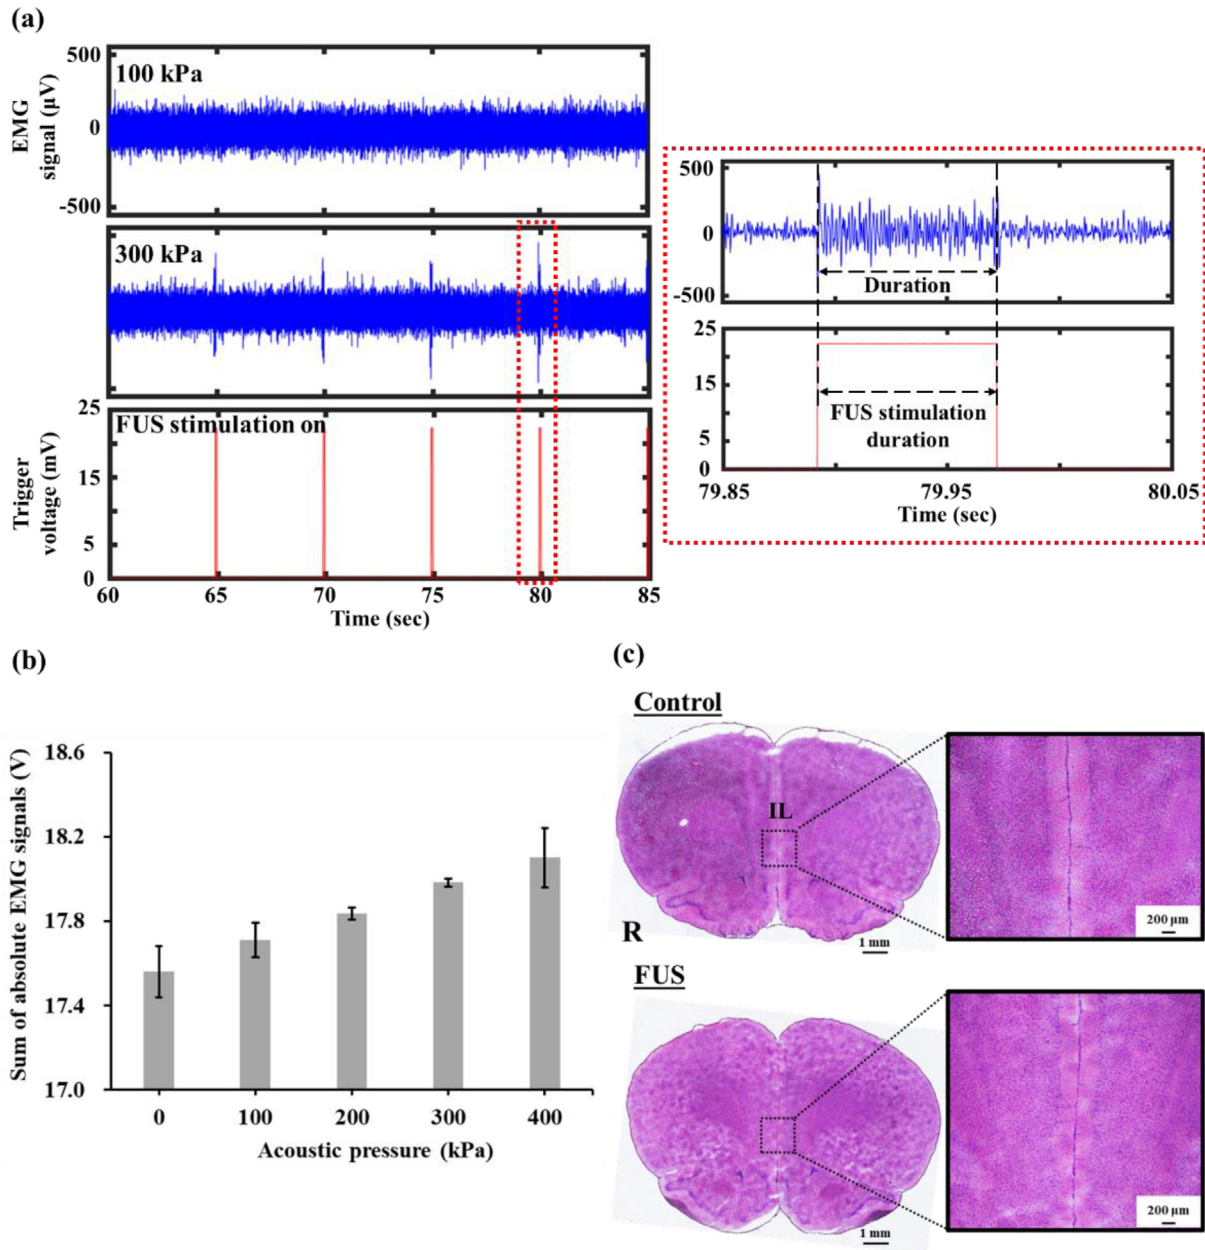 (a)
EMG
signal (µV)
500
0
-500
100 kPa
300 kPa
Trigger
voltage (mV)
25
15
5
0
FUS stimulation on
60 65 70 75 80 85
Time (sec)
500
0
-500
Duration
25
15
5
0
FUS stimulation
duration
79.85 79.95 80.05
Time (sec)
(b)
Sum of absolute EMG signals (V)
18.6
18.2
17.8
17.4
17.0
0 100 200 300 400
Acoustic pressure (kPa)
(c)
Control
IL
R
1 mm
200 µm
FUS
1 mm
200 µm